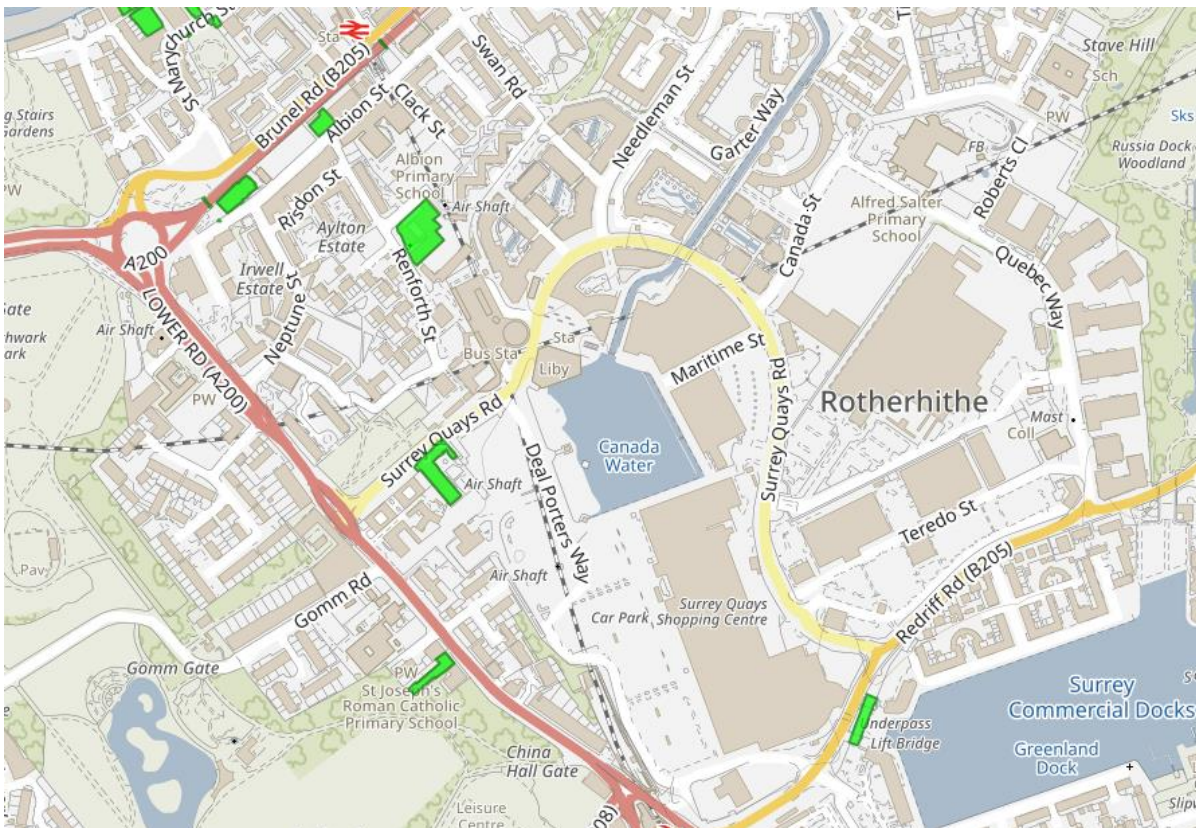 St Marychurch St
Sta
Brunel Rd (B205)
Swan Rd
Albion St
Clack St
Needleman St
Garter Way
Stave Hill
Sch
PW
Sks
Russia Dock
Woodland
FB
Roberts Cl
g Stairs
Gardens
PW
Risdon St
Albion
Primary
School
Air Shaft
Alfred Salter
Primary
School
Canada St
Quebec Way
A200
Aylton
Estate
Irwell
Estate
Renforth St
Neptune St
LOWER RD (A200)
Air Shaft
Gate
thwark
ark
PW
Bus Sta
Sta
Liby
Maritime St
Surrey Quays Rd
Rotherhithe
Mast
Coll
Surrey Quays Rd
Canada
Water
Air Shaft
Deal Porters Way
Teredo St
Pav
Gomm Rd
Air Shaft
Car Park
Surrey Quays
Shopping Centre
Redriff Rd (B205)
Gomm Gate
PW
St Joseph's
Roman Catholic
Primary School
Surrey
Commercial Docks
Underpass
Lift Bridge
Greenland
Dock
China
Hall Gate
Leisure
Centre
08)
Slipw